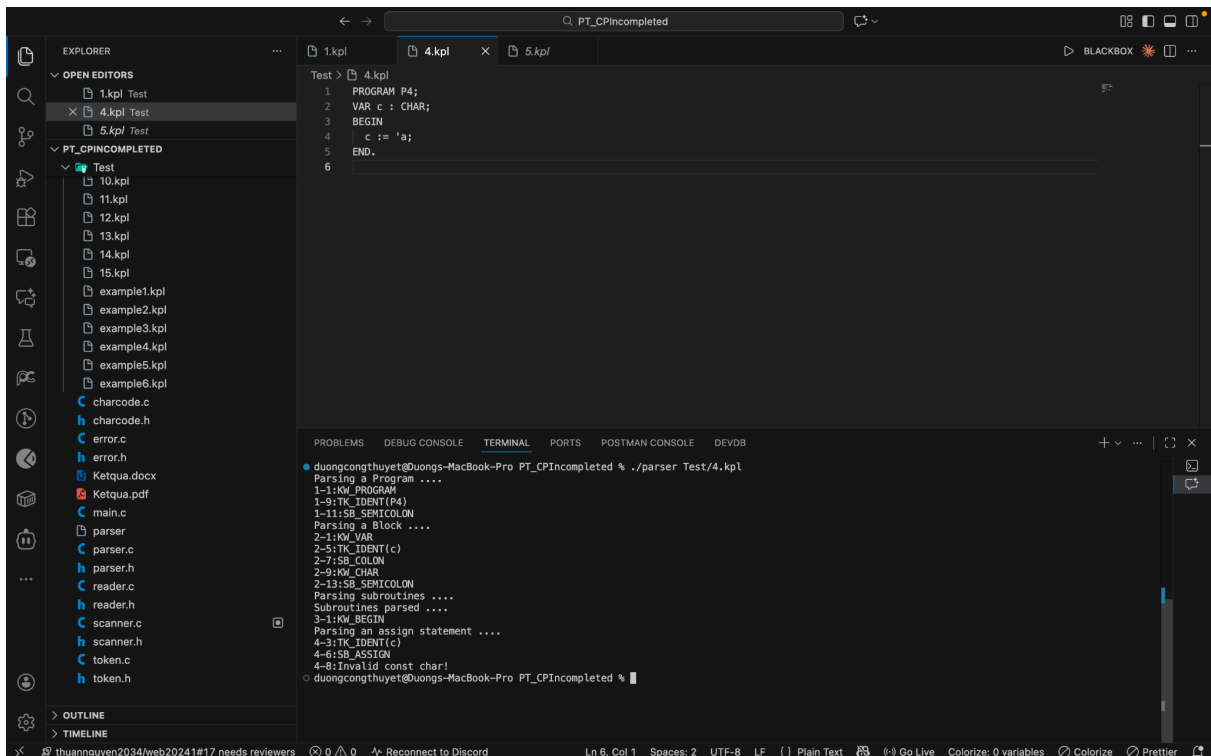 PT_CPIncompleted
EXPLORER
OPEN EDITORS
1.kpl Test
4.kpl Test
5.kpl Test
PT_CPINCOMPLETED
Test
10.kpl
11.kpl
12.kpl
13.kpl
14.kpl
15.kpl
example1.kpl
example2.kpl
example3.kpl
example4.kpl
example5.kpl
example6.kpl
C charcode.c
h charcode.h
C error.c
h error.h
Ketqua.docx
Ketqua.pdf
C main.c
parser
C parser.c
h parser.h
C reader.c
h reader.h
C scanner.c
h scanner.h
C token.c
h token.h
OUTLINE
TIMELINE
1.kpl 4.kpl 5.kpl BLACKBOX
Test > 4.kpl
1 PROGRAM P4;
2 VAR c : CHAR;
3 BEGIN
4 c := 'a;
5 END.
6
PROBLEMS DEBUG CONSOLE TERMINAL PORTS POSTMAN CONSOLE DEVDB
duongcongthuyet@Duongs-MacBook-Pro PT_CPIncompleted % ./parser Test/4.kpl
Parsing a Program ....
1-1:KW_PROGRAM
1-9:TK_IDENT(P4)
1-11:SB_SEMICOLON
Parsing a Block ....
2-1:KW_VAR
2-5:TK_IDENT(c)
2-7:SB_COLON
2-9:KW_CHAR
2-13:SB_SEMICOLON
Parsing subroutines ....
Subroutines parsed ....
3-1:KW_BEGIN
Parsing an assign statement ....
4-3:TK_IDENT(c)
4-6:SB_ASSIGN
4-8:Invalid const char!
duongcongthuyet@Duongs-MacBook-Pro PT_CPIncompleted %
thuannguyen2034/web20241#17 needs reviewers 0 0 Reconnect to Discord Ln 6, Col 1 Spaces: 2 UTF-8 LF {} Plain Text Go Live Colorize: 0 variables Colorize Prettier